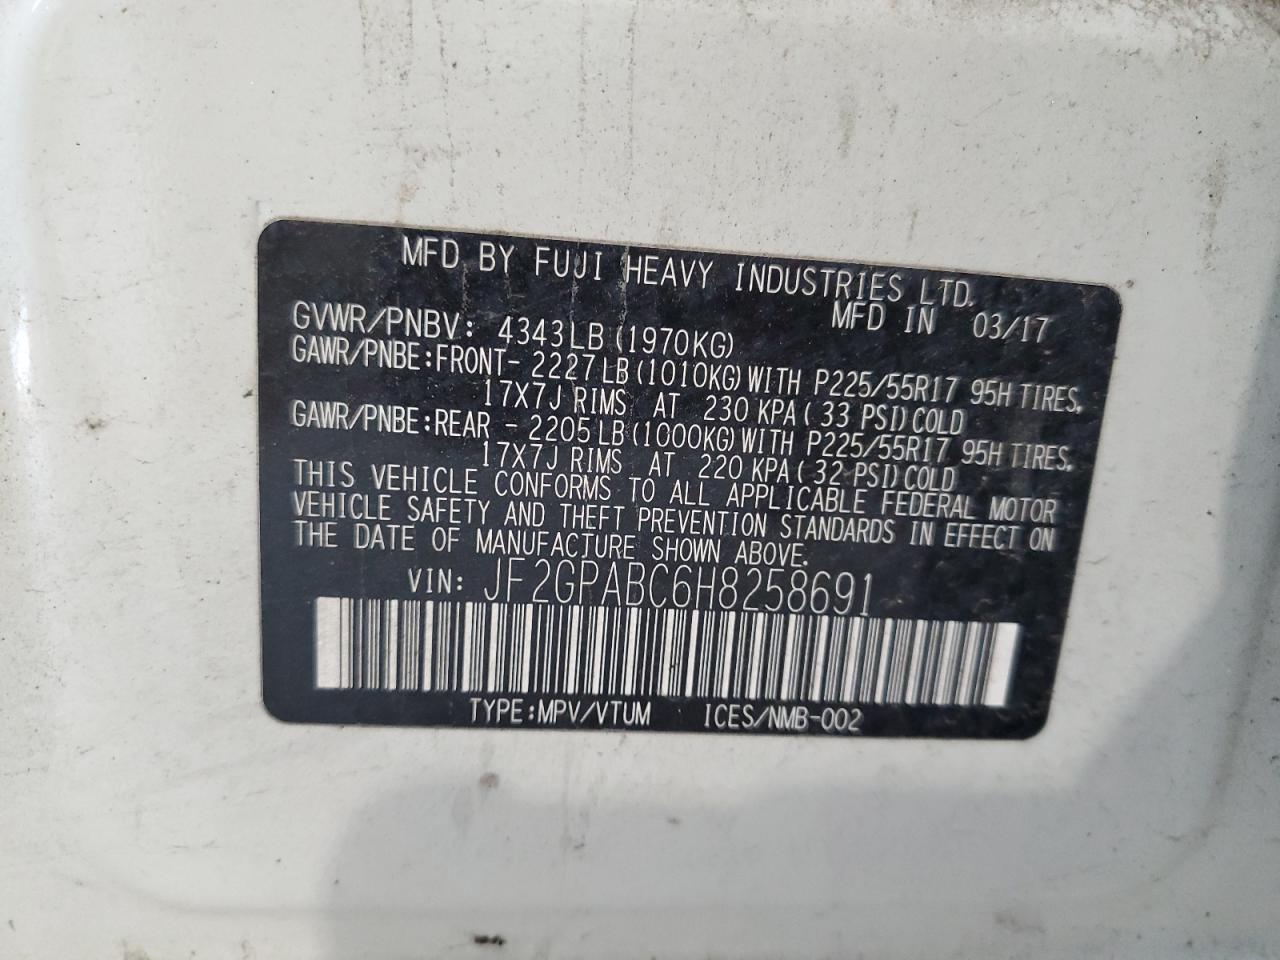 MFD BY FUJI HEAVY INDUSTRIES LTD.
MFD IN 03/17
GVWR/PNBV: 4343LB (1970KG)
GAWR/PNBE:FRONT- 2227LB (1010KG) WITH P225/55R17 95H TIRES,
17X7J RIMS AT 230 KPA ( 33 PSI) COLD
GAWR/PNBE:REAR - 2205LB (1000KG) WITH P225/55R17 95H TIRES,
17X7J RIMS AT 220 KPA ( 32 PSI) COLD
THIS VEHICLE CONFORMS TO ALL APPLICABLE FEDERAL MOTOR
VEHICLE SAFETY AND THEFT PREVENTION STANDARDS IN EFFECT ON
THE DATE OF MANUFACTURE SHOWN ABOVE.
VIN: JF2GPABC6H8258691
TYPE:MPV/VTUM ICES/NMB-002